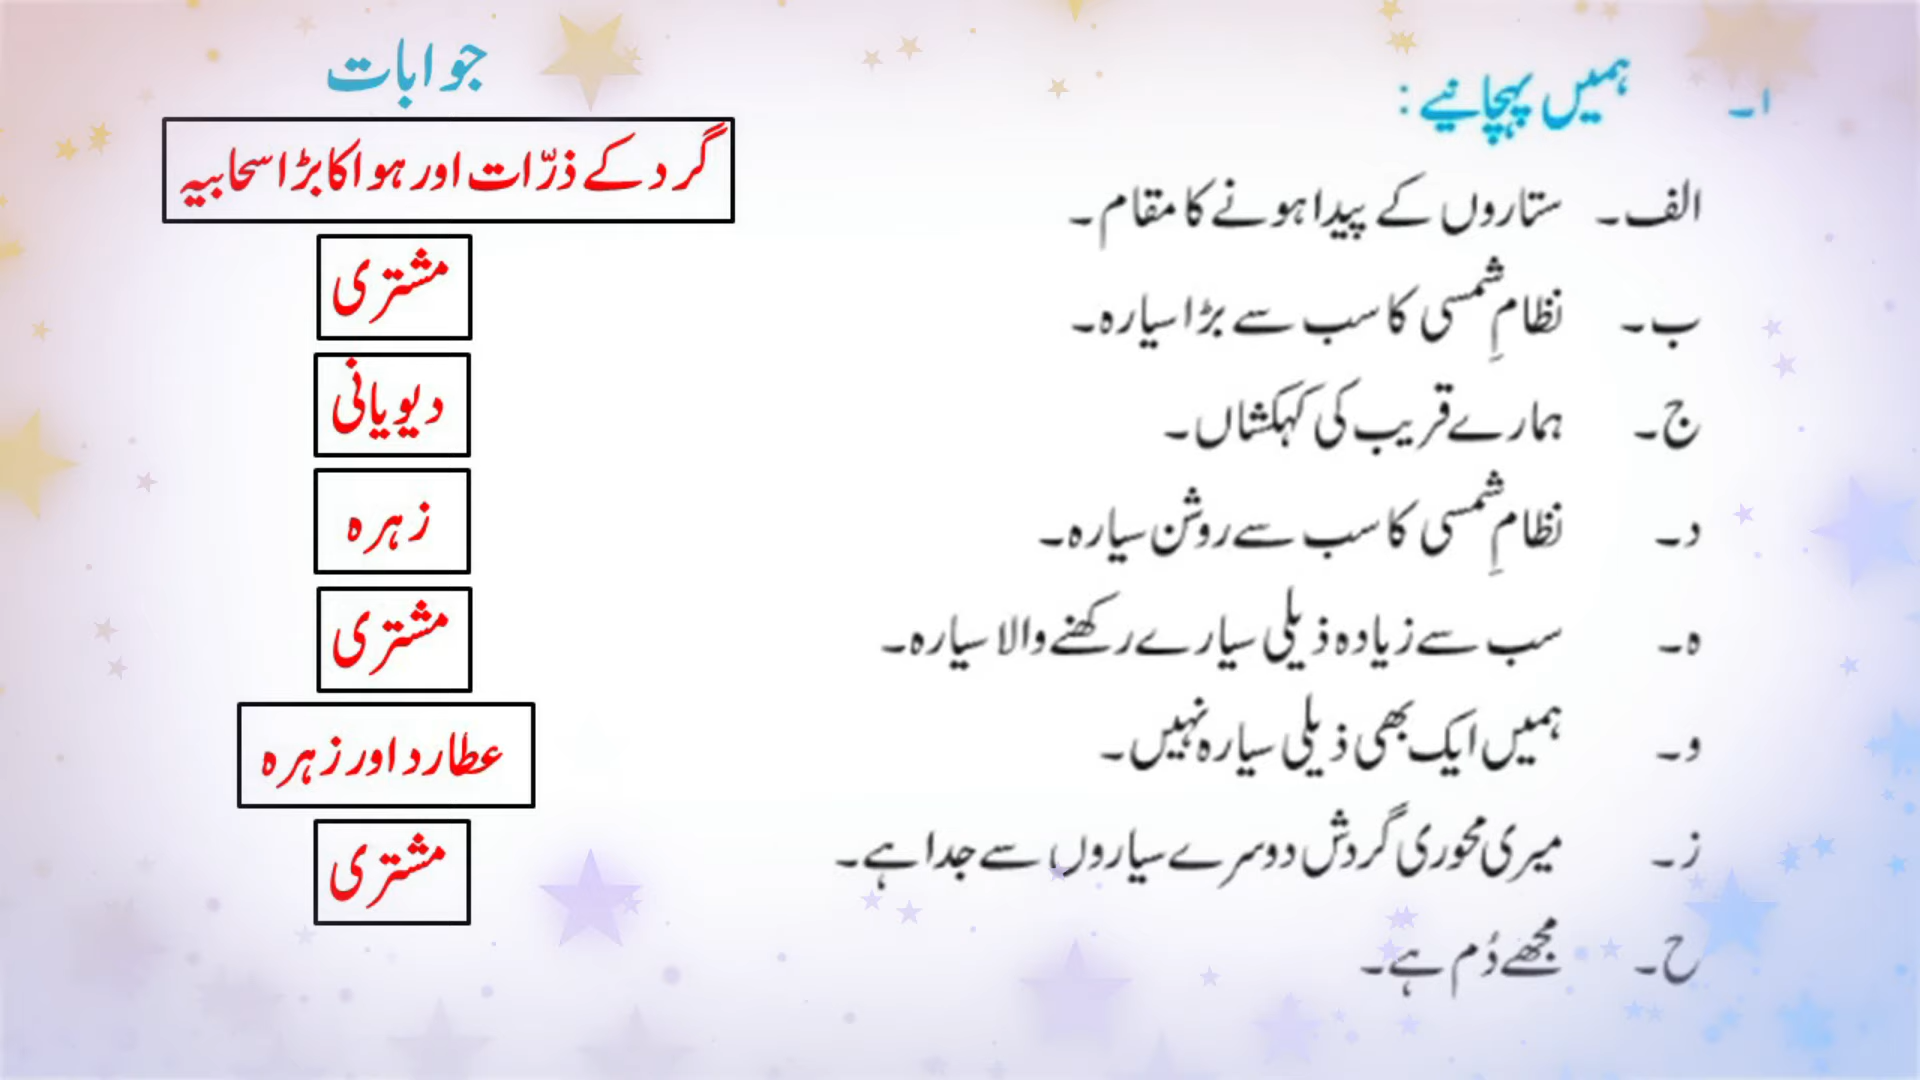 ۱۔ ہمیں پہچانیے :
الف۔ ستاروں کے پیدا ہونے کا مقام۔
ب۔ نظامِ شمسی کا سب سے بڑا سیارہ۔
ج۔ ہمارے قریب کی کہکشاں۔
د۔ نظامِ شمسی کا سب سے روشن سیارہ۔
ہ۔ سب سے زیادہ ذیلی سیارے رکھنے والا سیارہ۔
و۔ ہمیں ایک بھی ذیلی سیارہ نہیں۔
ز۔ میری محوری گردش دوسرے سیاروں سے جدا ہے۔
ح۔ مجھے دُم ہے۔
جوابات
گرد کے ذرّات اور ہوا کا بڑا سحابیہ
مشتری
دیویانی
زہرہ
مشتری
عطارد اور زہرہ
مشتری